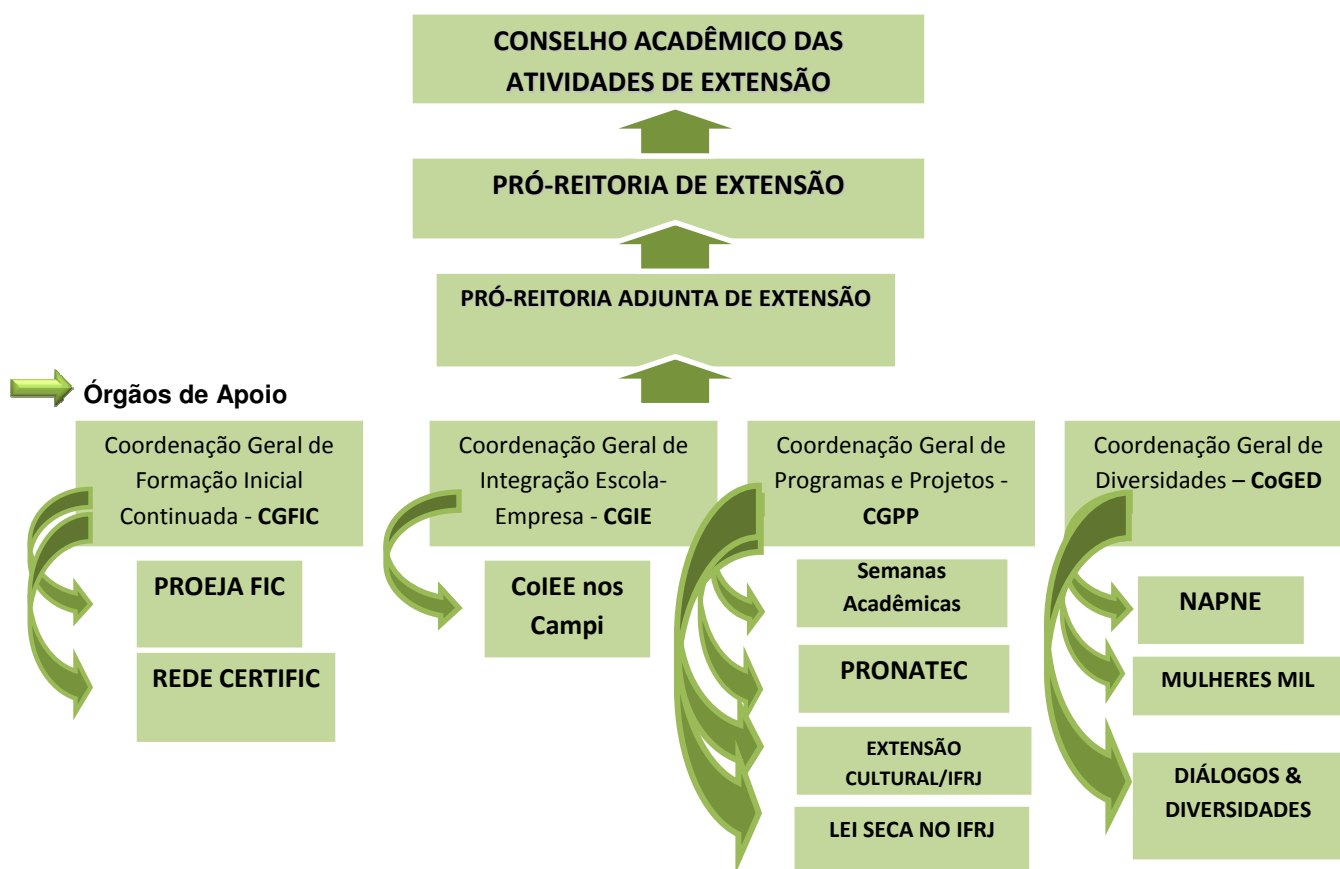 CONSELHO ACADÊMICO DAS
ATIVIDADES DE EXTENSÃO
PRÓ-REITORIA DE EXTENSÃO
PRÓ-REITORIA ADJUNTA DE EXTENSÃO
Órgãos de Apoio
Coordenação Geral de
Formação Inicial
Continuada - CGFIC
PROEJA FIC
REDE CERTIFIC
Coordenação Geral de
Integração Escola-
Empresa - CGIE
CoIEE nos
Campi
Coordenação Geral de
Programas e Projetos -
CGPP
Semanas
Acadêmicas
PRONATEC
EXTENSÃO
CULTURAL/IFRJ
LEI SECA NO IFRJ
Coordenação Geral de
Diversidades – CoGED
NAPNE
MULHERES MIL
DIÁLOGOS &
DIVERSIDADES